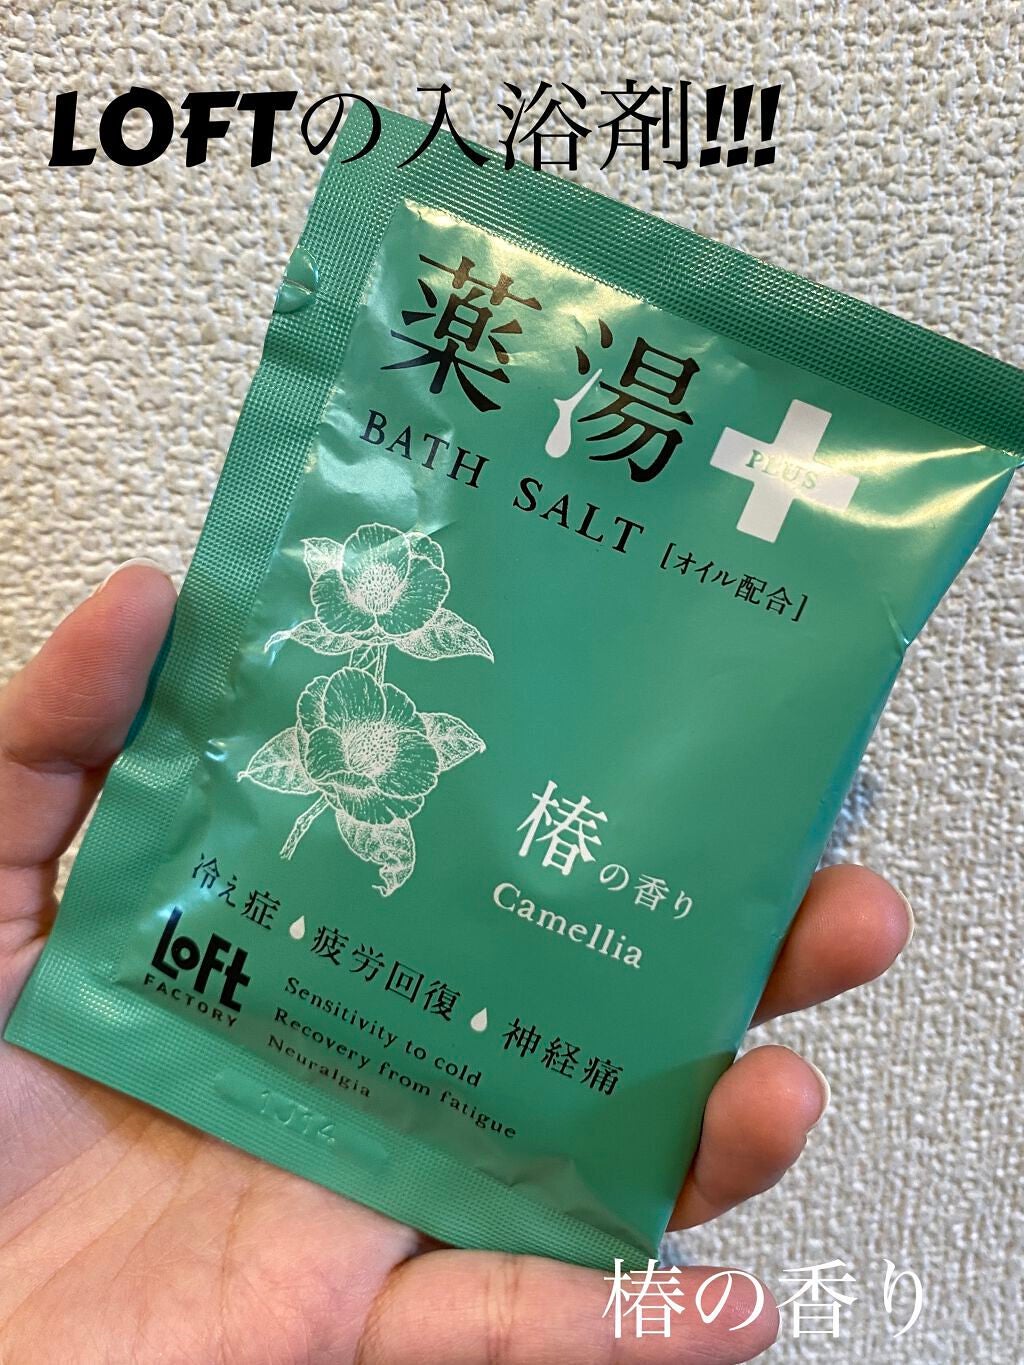 LOFTの入浴剤!!!
薬湯
PLUS
BATH SALT [オイル配合]
椿の香り
Camellia
冷え症 疲労回復 神経痛
LOFT
FACTORY
Sensitivity to cold
Recovery from fatigue
Neuralgia
1J14
椿の香り